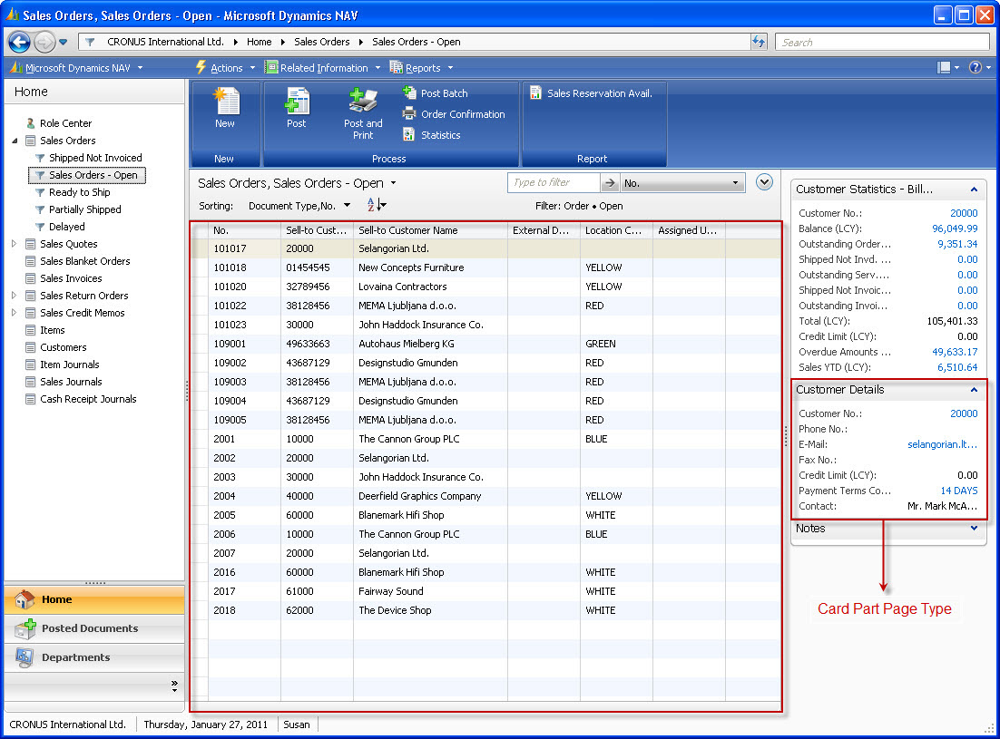 Sales Orders, Sales Orders - Open - Microsoft Dynamics NAV
CRONUS International Ltd. Home Sales Orders Sales Orders - Open
Search
Microsoft Dynamics NAV Actions Related Information Reports
Home
Role Center
Sales Orders
Shipped Not Invoiced
Sales Orders - Open
Ready to Ship
Partially Shipped
Delayed
Sales Quotes
Sales Blanket Orders
Sales Invoices
Sales Return Orders
Sales Credit Memos
Items
Customers
Item Journals
Sales Journals
Cash Receipt Journals
Home
Posted Documents
Departments
New
New
Post
Post and Print
Post Batch
Order Confirmation
Statistics
Process
Sales Reservation Avail.
Report
Sales Orders, Sales Orders - Open
Type to filter No.
Sorting: Document Type,No. A Z Filter: Order • Open
No. Sell-to Cust... Sell-to Customer Name External D... Location C... Assigned U...
101017 20000 Selangorian Ltd.
101018 01454545 New Concepts Furniture YELLOW
101020 32789456 Lovaina Contractors YELLOW
101022 38128456 MEMA Ljubljana d.o.o. RED
101023 30000 John Haddock Insurance Co.
109001 49633663 Autohaus Mielberg KG GREEN
109002 43687129 Designstudio Gmunden RED
109003 38128456 MEMA Ljubljana d.o.o. RED
109004 43687129 Designstudio Gmunden RED
109005 38128456 MEMA Ljubljana d.o.o. RED
2001 10000 The Cannon Group PLC BLUE
2002 20000 Selangorian Ltd.
2003 30000 John Haddock Insurance Co.
2004 40000 Deerfield Graphics Company YELLOW
2005 60000 Blanemark Hifi Shop WHITE
2006 10000 The Cannon Group PLC BLUE
2007 20000 Selangorian Ltd.
2016 60000 Blanemark Hifi Shop WHITE
2017 61000 Fairway Sound WHITE
2018 62000 The Device Shop WHITE
Customer Statistics - Bill...
Customer No.: 20000
Balance (LCY): 96,049.99
Outstanding Order... 9,351.34
Shipped Not Invd. ... 0.00
Outstanding Serv.... 0.00
Shipped Not Invoic... 0.00
Outstanding Invoi... 0.00
Total (LCY): 105,401.33
Credit Limit (LCY): 0.00
Overdue Amounts ... 49,633.17
Sales YTD (LCY): 6,510.64
Customer Details
Customer No.: 20000
Phone No.:
E-Mail: selangorian.lt...
Fax No.:
Credit Limit (LCY): 0.00
Payment Terms Co... 14 DAYS
Contact: Mr. Mark McA...
Notes
Card Part Page Type
CRONUS International Ltd. Thursday, January 27, 2011 Susan